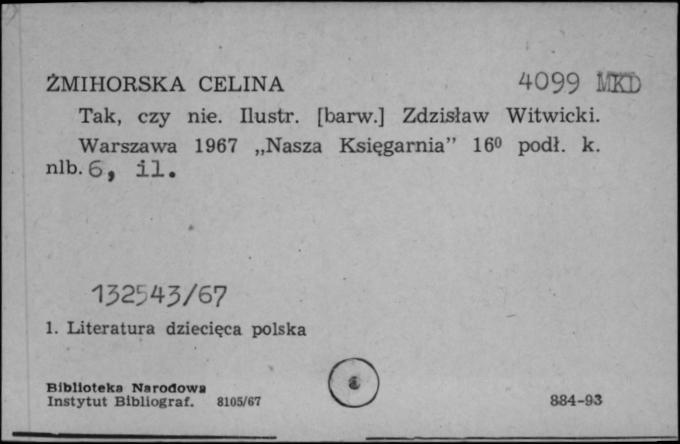 ŻMIHORSKA CELINA 4099 MKD
Tak, czy nie. Ilustr. [barw.] Zdzisław Witwicki.
Warszawa 1967 „Nasza Księgarnia” 16⁰ podł. k.
nlb. 6, il.
132543/67
1. Literatura dziecięca polska
Biblioteka Narodowa
Instytut Bibliograf. 8105/67 884-93